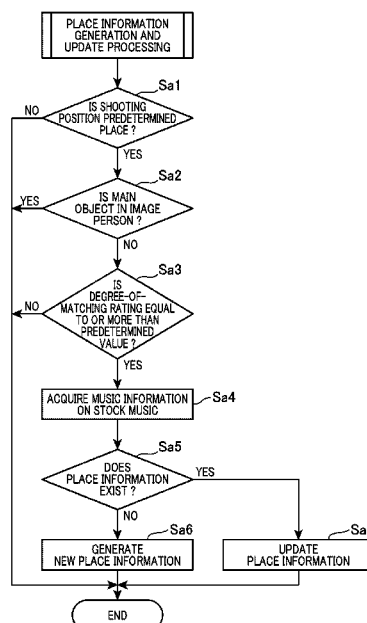 PLACE INFORMATION
GENERATION AND
UPDATE PROCESSING
Sa1
IS SHOOTING
POSITION PREDETERMINED
PLACE ?
NO
YES
Sa2
IS MAIN
OBJECT IN IMAGE
PERSON ?
YES
NO
Sa3
IS
DEGREE-OF-
MATCHING RATING EQUAL
TO OR MORE THAN
PREDETERMINED
VALUE ?
NO
YES
ACQUIRE MUSIC INFORMATION
ON STOCK MUSIC
Sa4
Sa5
DOES
PLACE INFORMATION
EXIST ?
YES
NO
Sa6
GENERATE
NEW PLACE INFORMATION
Sa
UPDATE
PLACE INFORMATION
END